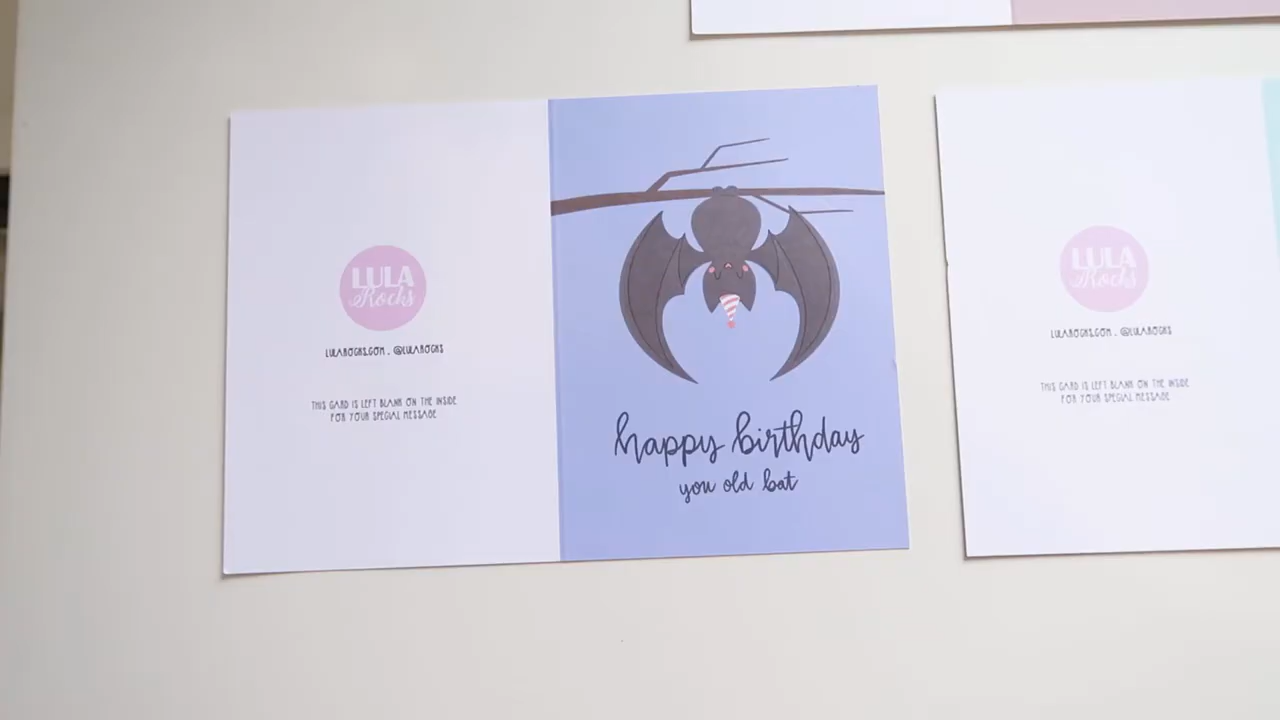 LULA
Rocks
LULAROCKS.COM . @LULAROCKS
THIS CARD IS LEFT BLANK ON THE INSIDE
FOR YOUR SPECIAL MESSAGE
happy birthday
you old bat
LULA
Rocks
LULAROCKS.COM . @LULAROCKS
THIS CARD IS LEFT BLANK ON THE INSIDE
FOR YOUR SPECIAL MESSAGE